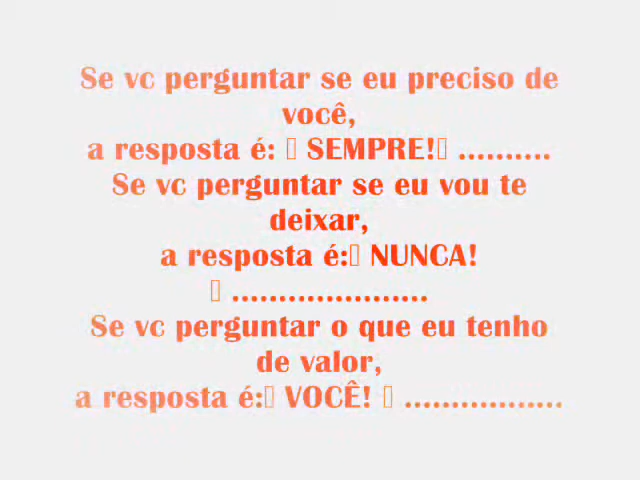 Se vc perguntar se eu preciso de
você,
a resposta é: ▯ SEMPRE!▯ ..........
Se vc perguntar se eu vou te
deixar,
a resposta é:▯ NUNCA!
▯ .....................
Se vc perguntar o que eu tenho
de valor,
a resposta é:▯ VOCÊ! ▯ .................